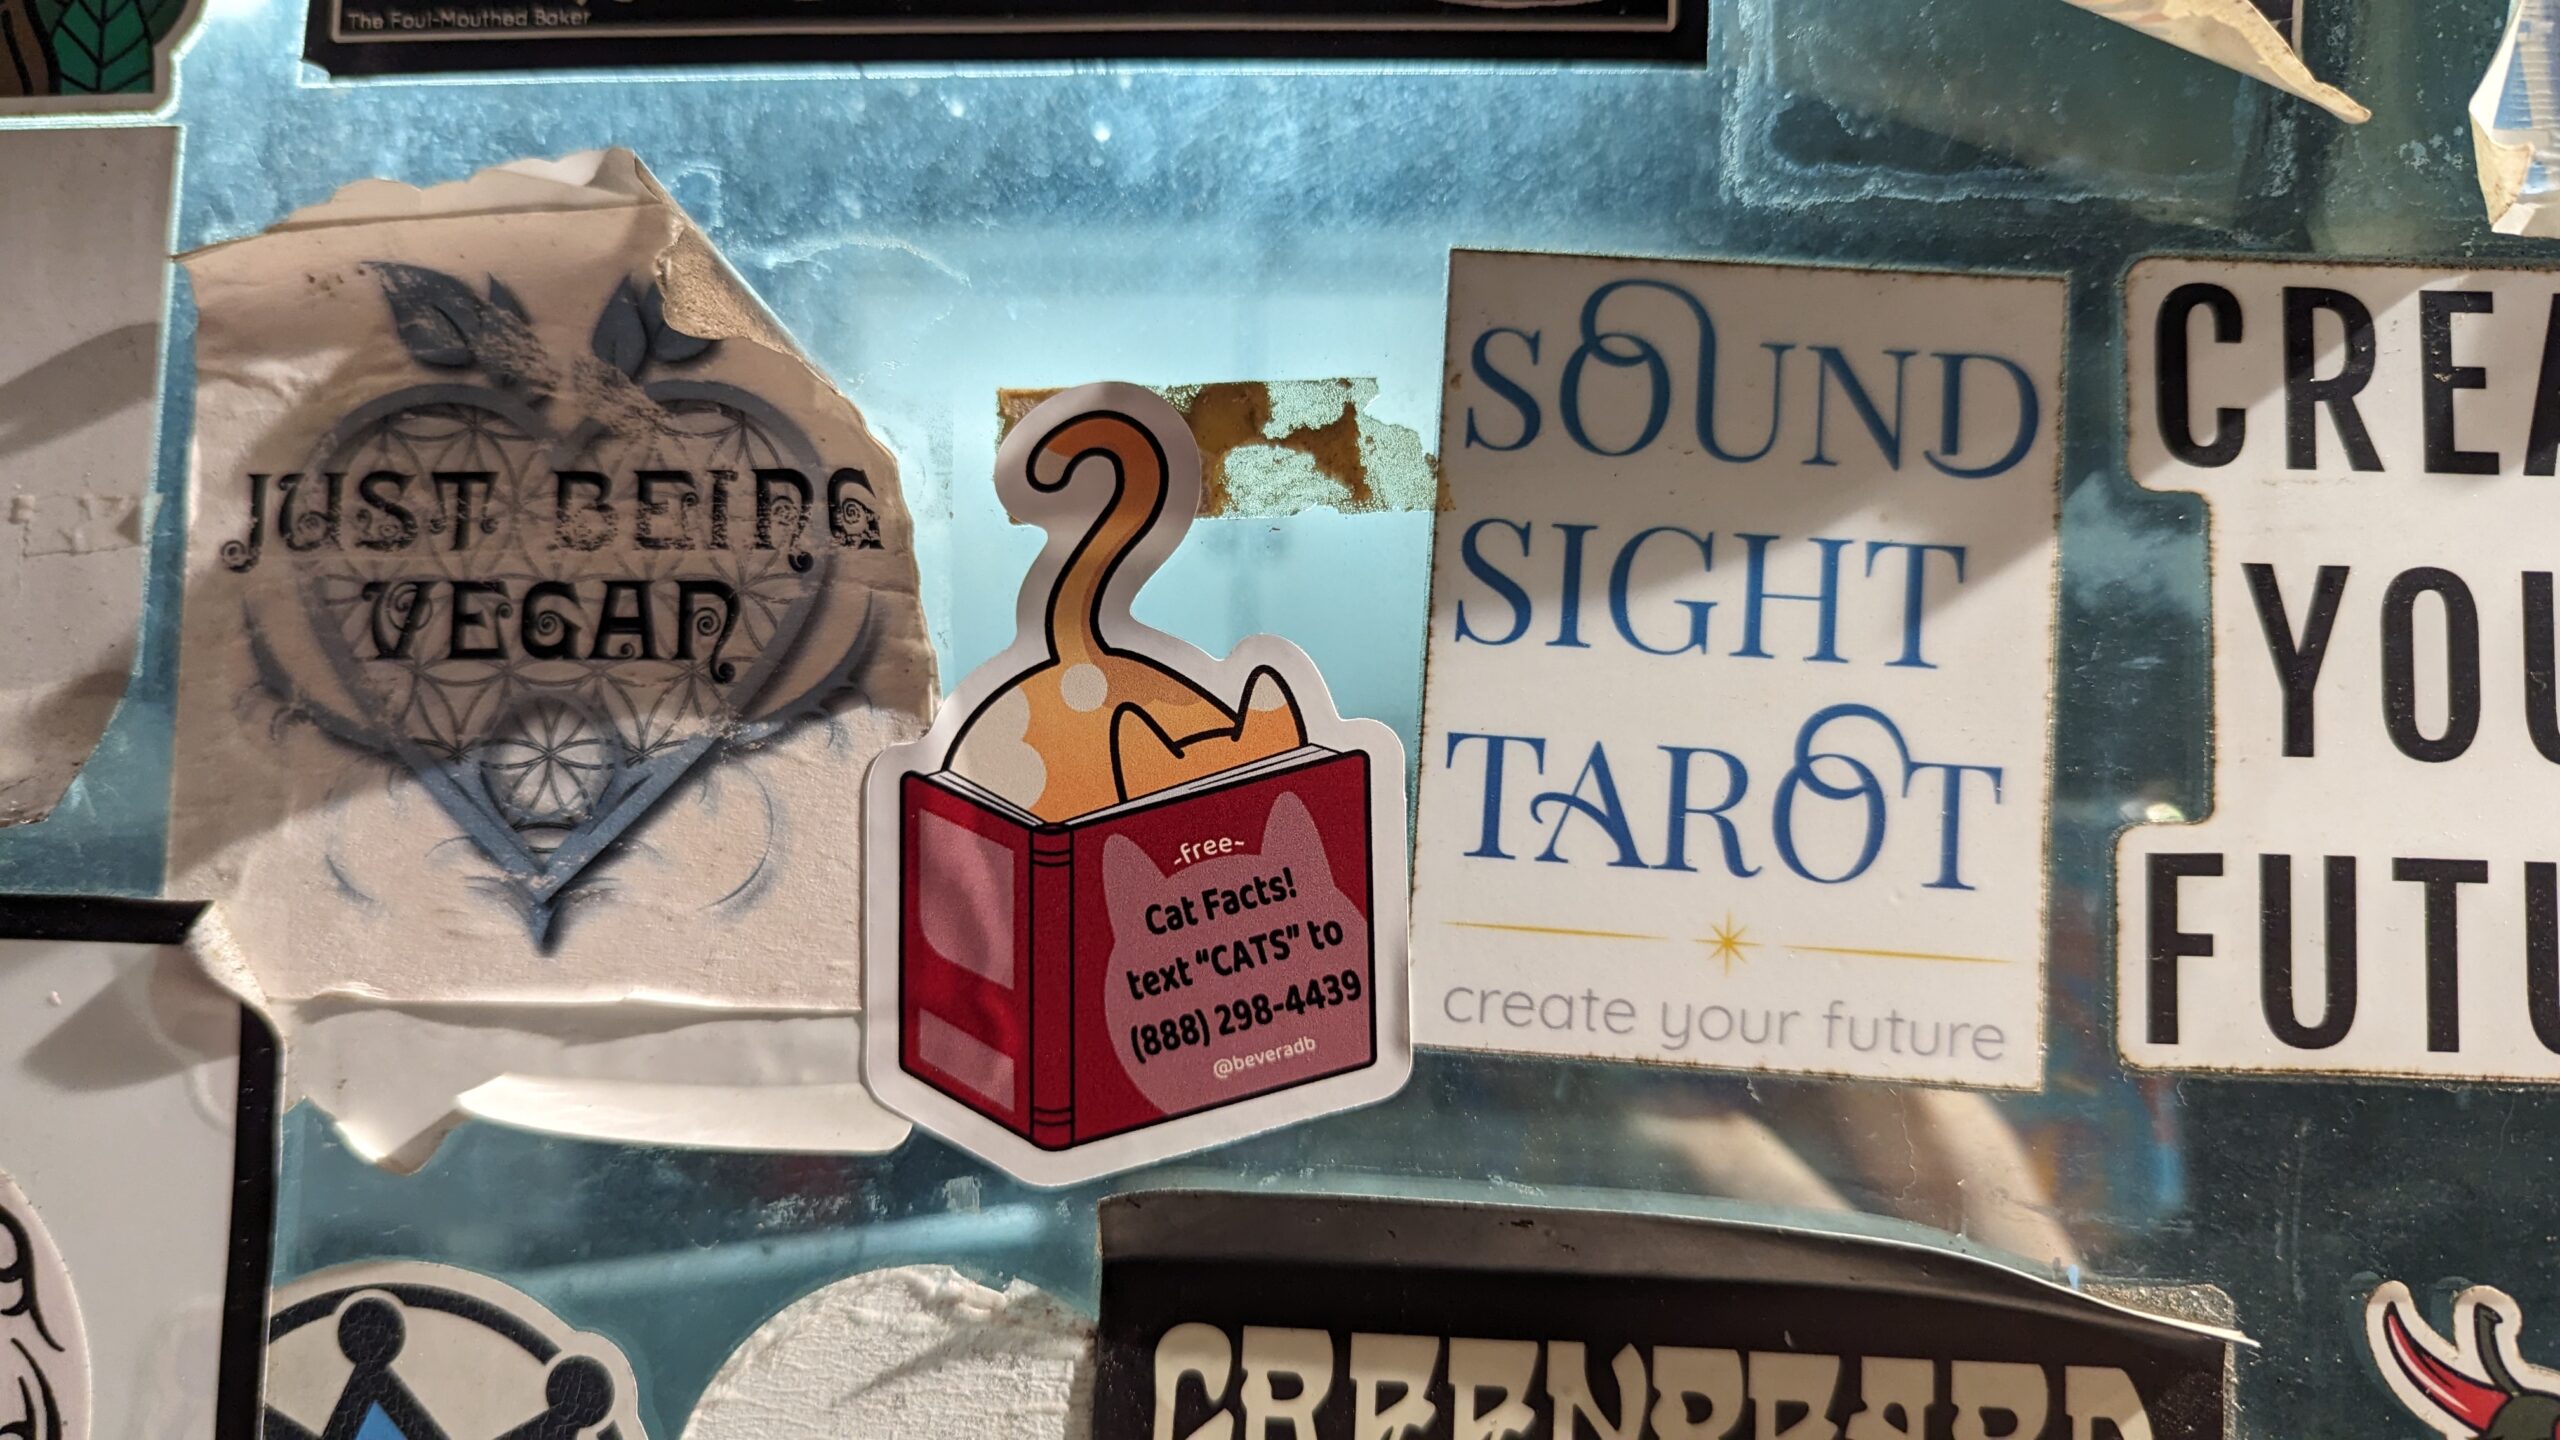 The Foul-Mouthed Baker
JUST BEING
VEGAN
-free-
Cat Facts!
text "CATS" to
(888) 298-4439
@beveradb
SOUND
SIGHT
TAROT
create your future
CREA
YOU
FUTU
GREENBEARD